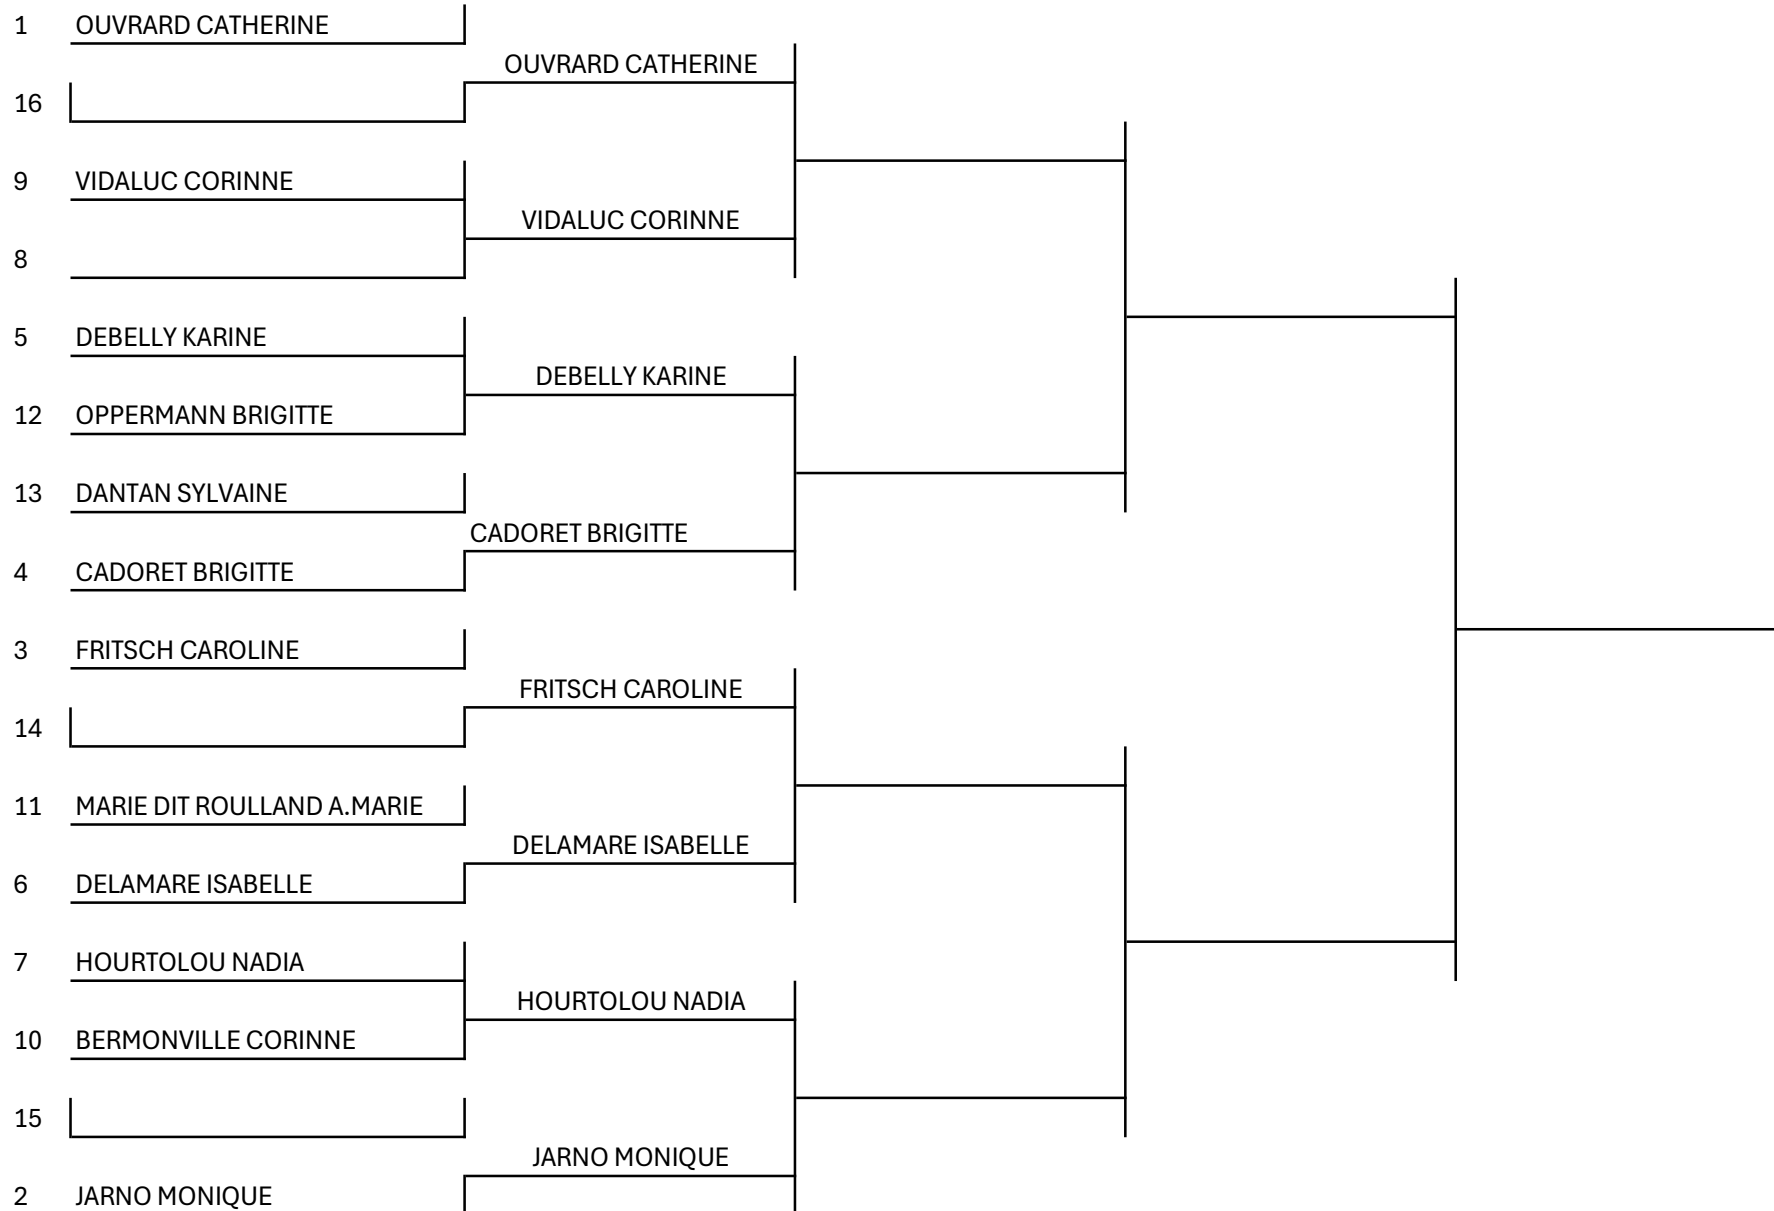 1 OUVRARD CATHERINE
OUVRARD CATHERINE
16
9 VIDALUC CORINNE
VIDALUC CORINNE
8
5 DEBELLY KARINE
DEBELLY KARINE
12 OPPERMANN BRIGITTE
13 DANTAN SYLVAINE
CADORET BRIGITTE
4 CADORET BRIGITTE
3 FRITSCH CAROLINE
FRITSCH CAROLINE
14
11 MARIE DIT ROULLAND A.MARIE
DELAMARE ISABELLE
6 DELAMARE ISABELLE
7 HOURTOLOU NADIA
HOURTOLOU NADIA
10 BERMONVILLE CORINNE
15
JARNO MONIQUE
2 JARNO MONIQUE